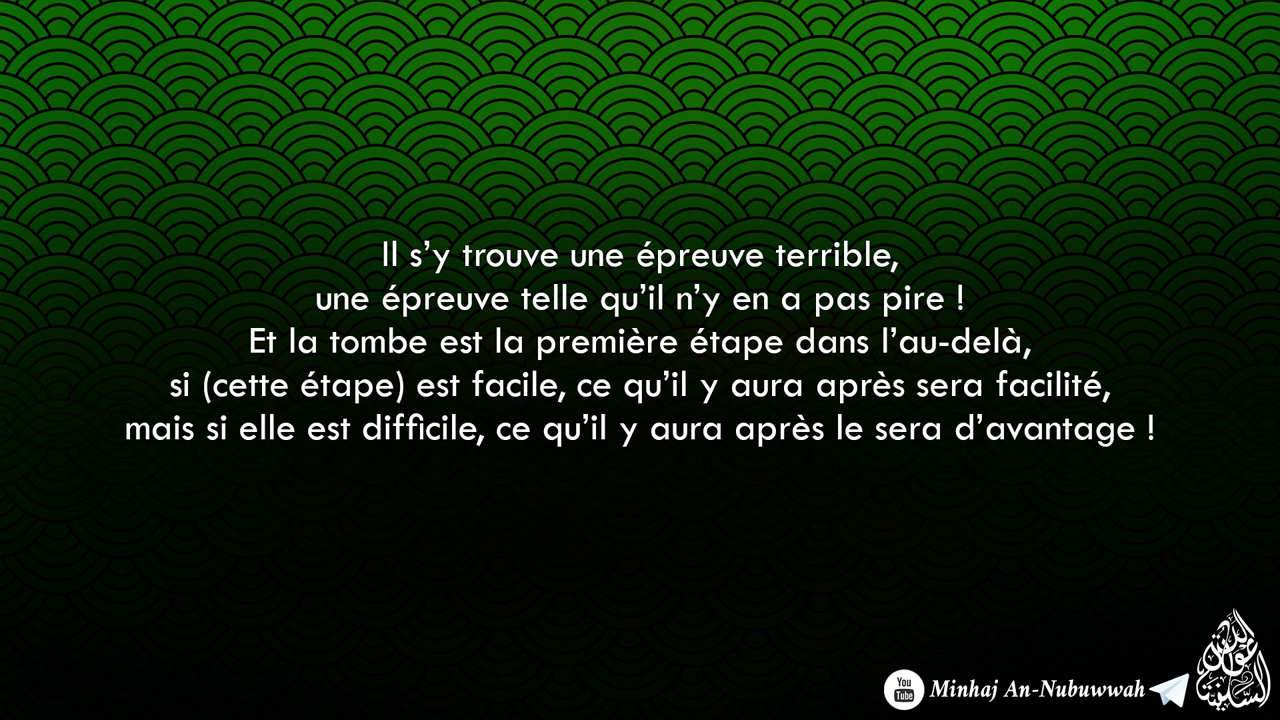 Il s’y trouve une épreuve terrible,
une épreuve telle qu’il n’y en a pas pire !
Et la tombe est la première étape dans l’au-delà,
si (cette étape) est facile, ce qu’il y aura après sera facilité,
mais si elle est difficile, ce qu’il y aura après le sera d’avantage !
You
Tube
Minhaj An-Nubuwwah